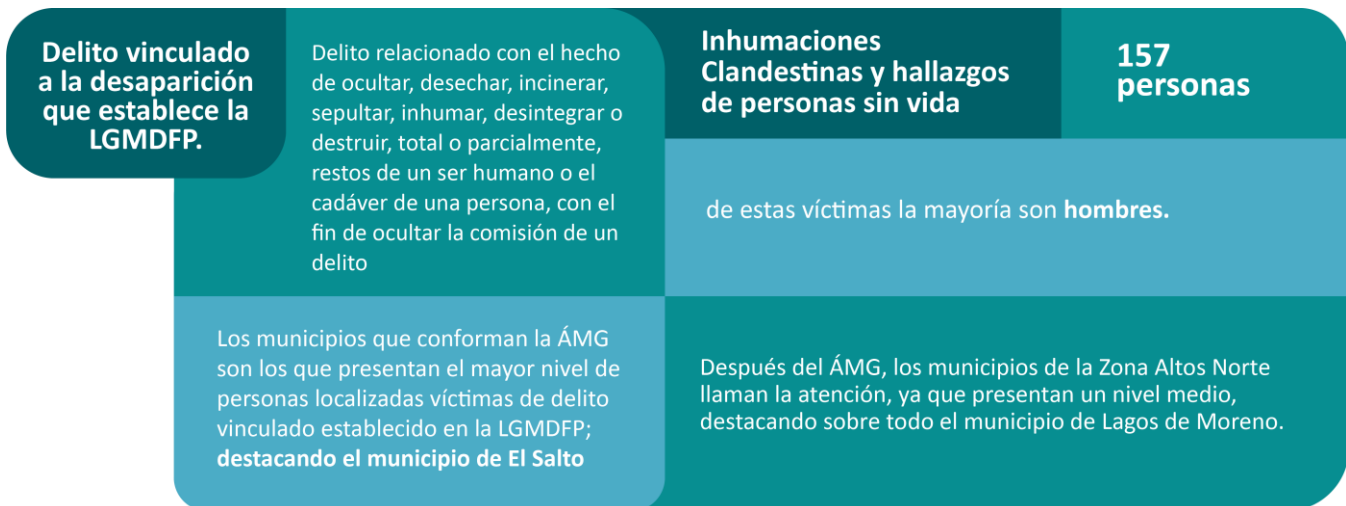 Delito vinculado
a la desaparición
que establece la
LGMDFP.
Delito relacionado con el hecho
de ocultar, desechar, incinerar,
sepultar, inhumar, desintegrar o
destruir, total o parcialmente,
restos de un ser humano o el
cadáver de una persona, con el
fin de ocultar la comisión de un
delito
Inhumaciones
Clandestinas y hallazgos
de personas sin vida
157
personas
de estas víctimas la mayoría son hombres.
Los municipios que conforman la ÁMG
son los que presentan el mayor nivel de
personas localizadas víctimas de delito
vinculado establecido en la LGMDFP;
destacando el municipio de El Salto
Después del ÁMG, los municipios de la Zona Altos Norte
llaman la atención, ya que presentan un nivel medio,
destacando sobre todo el municipio de Lagos de Moreno.